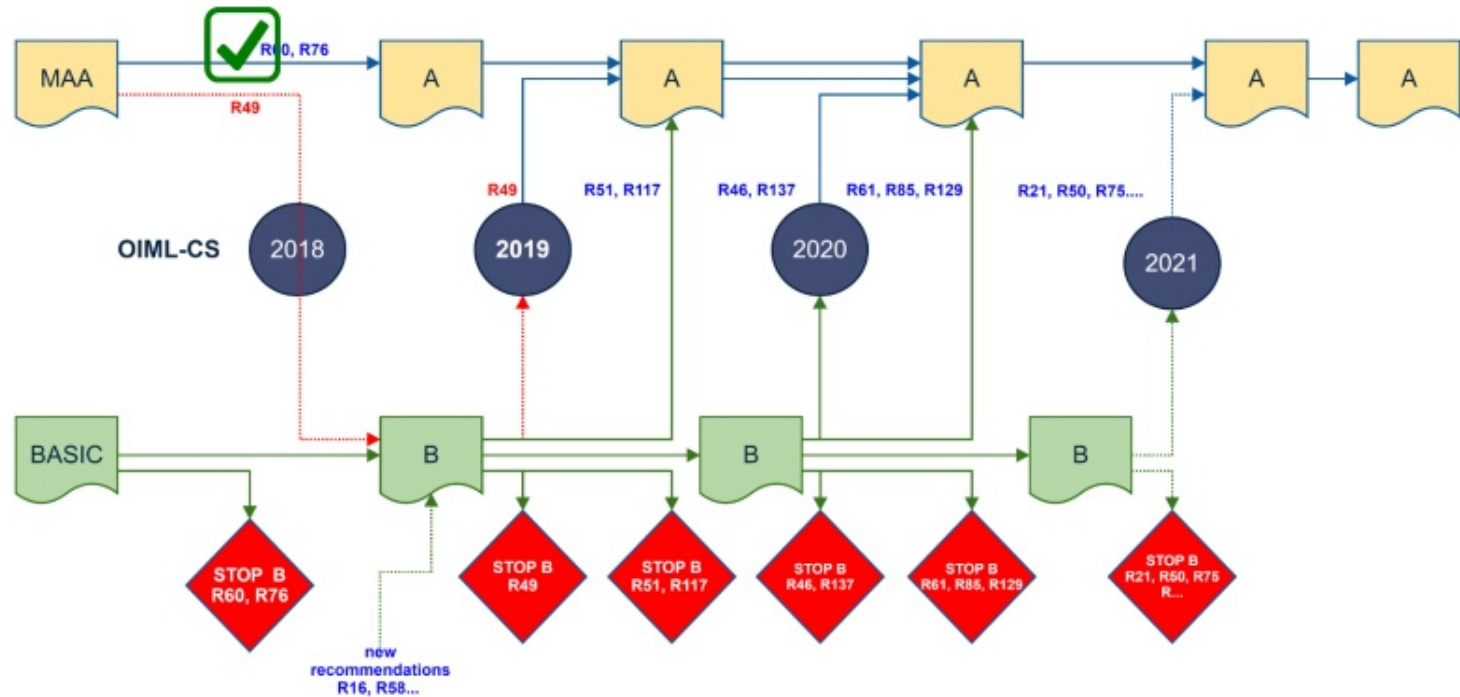 R60, R76
MAA
A
A
A
A
A
R49
R49
R51, R117
R46, R137
R61, R85, R129
R21, R50, R75....
OIML-CS
2018
2019
2020
2021
BASIC
B
B
B
STOP B
R60, R76
STOP B
R49
STOP B
R51, R117
STOP B
R46, R137
STOP B
R61, R85, R129
STOP B
R21, R50, R75
R...
new
recommendations
R16, R58...